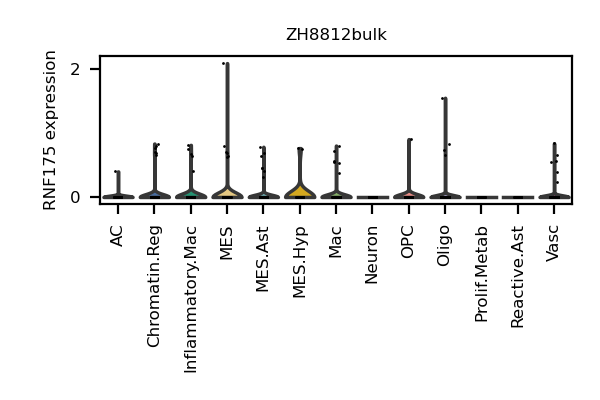 ZH8812bulk
RNF175 expression
2
0
AC
Chromatin.Reg
Inflammatory.Mac
MES
MES.Ast
MES.Hyp
Mac
Neuron
OPC
Oligo
Prolif.Metab
Reactive.Ast
Vasc